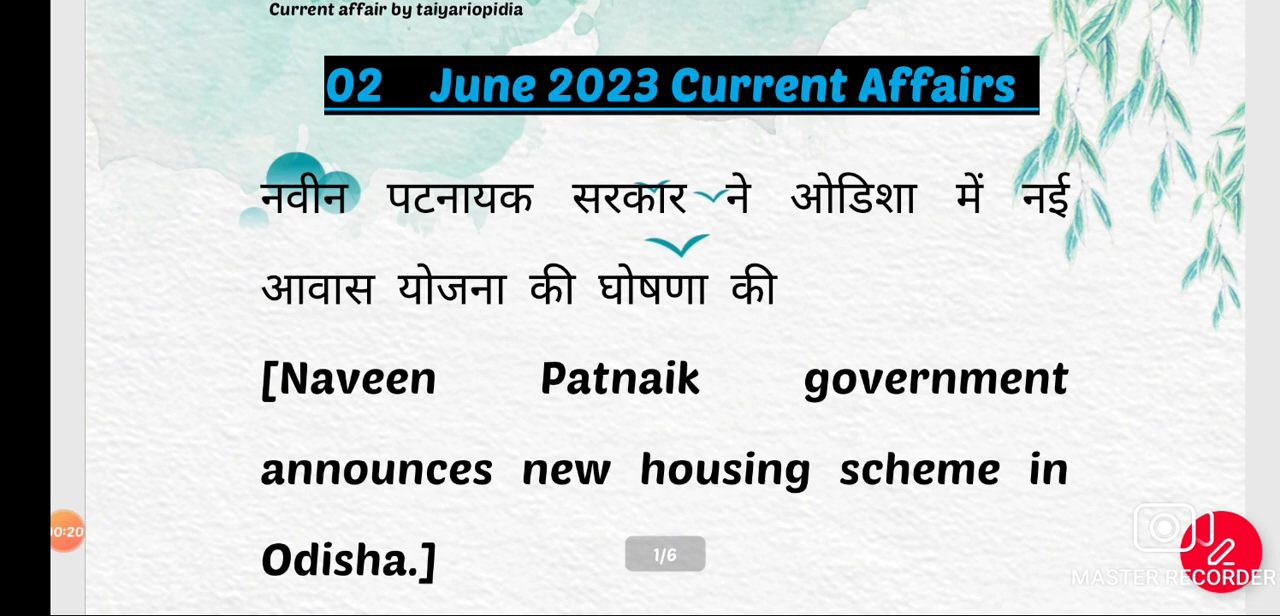 Current affair by taiyariopidia
02 June 2023 Current Affairs
नवीन पटनायक सरकार ने ओडिशा में नई
आवास योजना की घोषणा की
[Naveen Patnaik government
announces new housing scheme in
Odisha.]
00:20
1/6
MASTER RECORDER